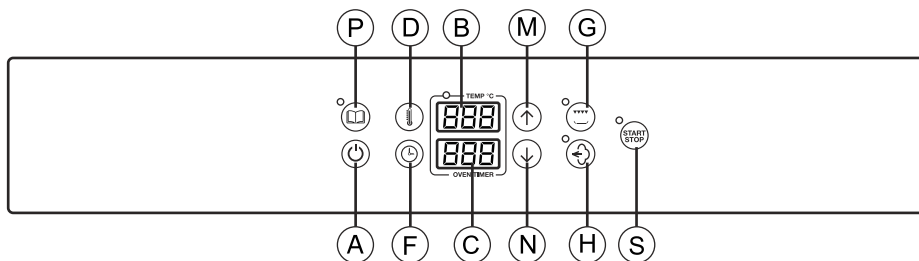 P D B M G
TEMP °C
888
START
STOP
888
OVEN TIMER
A F C N H S